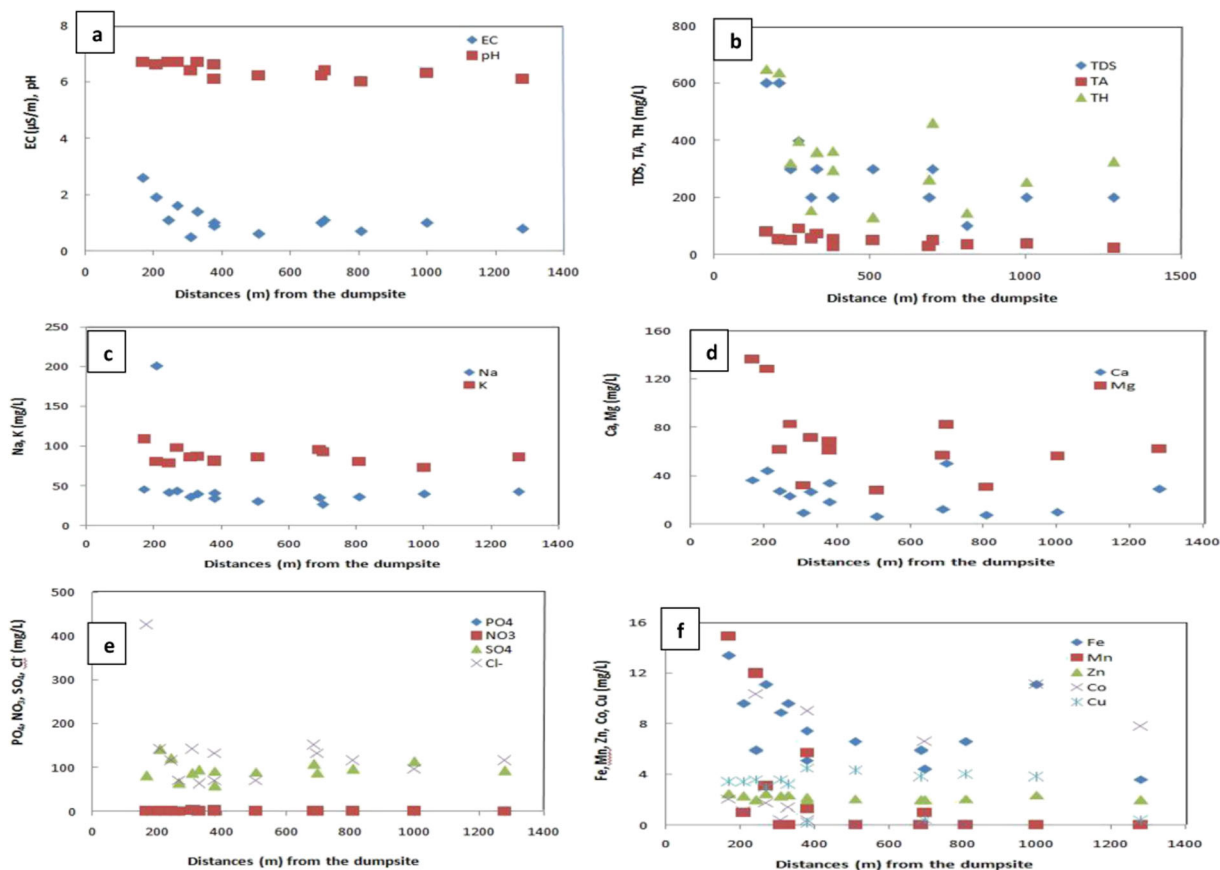 a
8
6
4
2
0
EC (µS/m), pH
EC
pH
0 200 400 600 800 1000 1200 1400
Distances (m) from the dumpsite
b
800
600
400
200
0
TDS, TA, TH (mg/L)
TDS
TA
TH
0 500 1000 1500
Distance (m) from the dumpsite
c
250
200
150
100
50
0
Na, K (mg/L)
Na
K
0 200 400 600 800 1000 1200 1400
Distances (m) from the dumpsite
d
160
120
80
40
0
Ca, Mg (mg/L)
Ca
Mg
0 200 400 600 800 1000 1200 1400
Distances (m) from the dumpsite
e
500
400
300
200
100
0
PO₄, NO₃, SO₄, Cl (mg/L)
PO4
NO3
SO4
Cl-
0 200 400 600 800 1000 1200 1400
Distances (m) from the dumpsite
f
16
12
8
4
0
Fe, Mn, Zn, Co, Cu (mg/L)
Fe
Mn
Zn
Co
Cu
0 200 400 600 800 1000 1200 1400
Distances (m) from the dumpsite